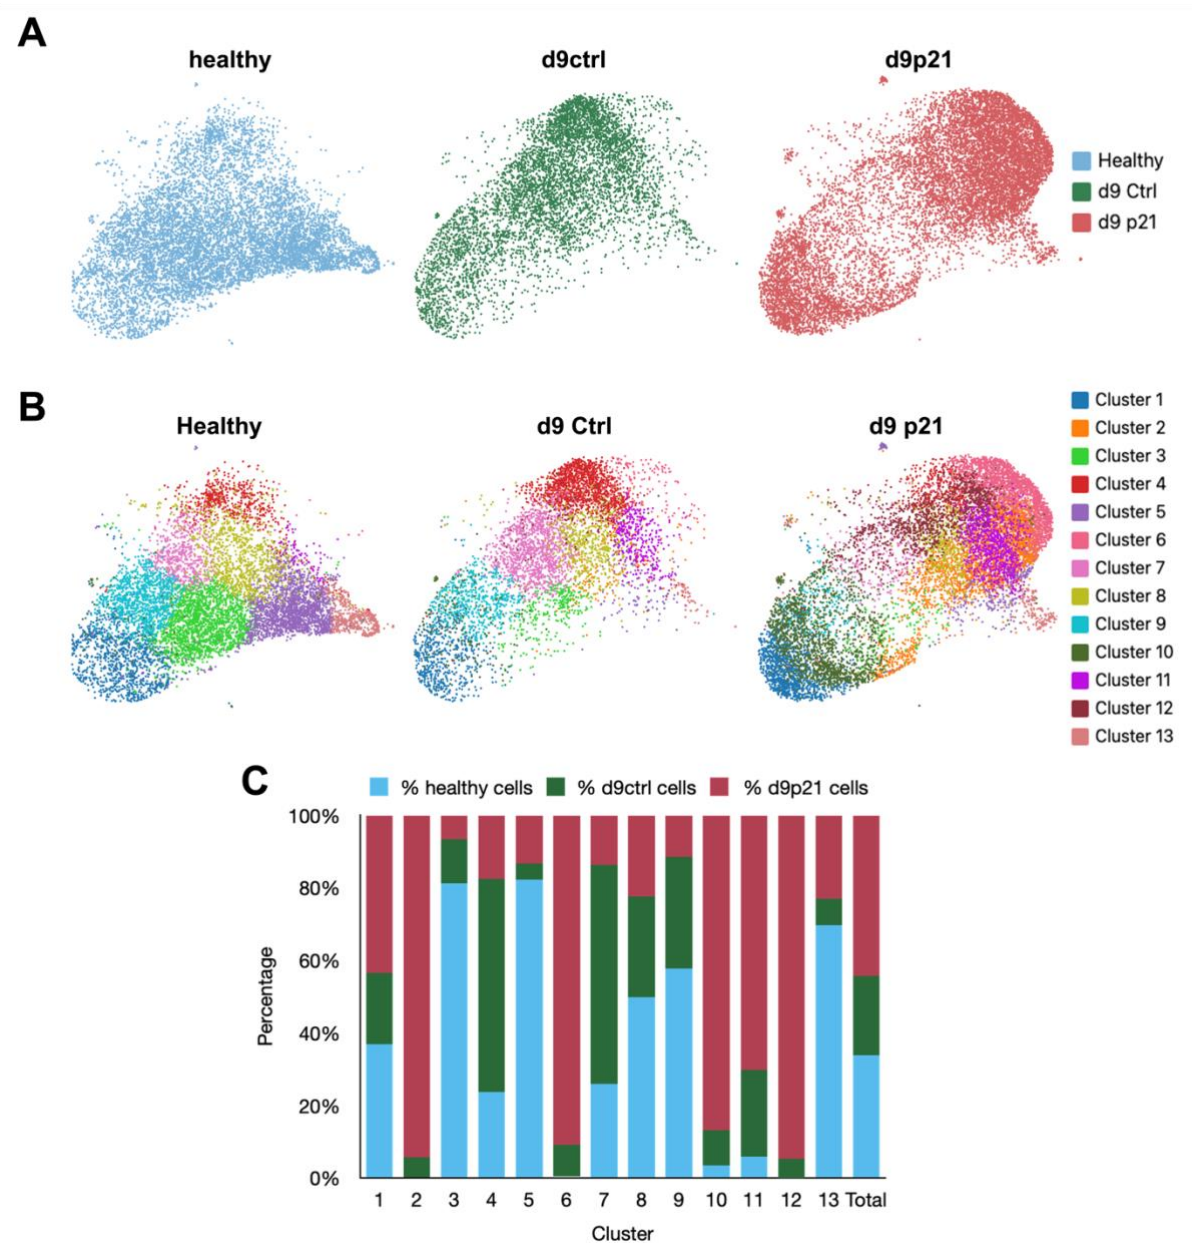 A
healthy
d9ctrl
d9p21
Healthy
d9 Ctrl
d9 p21
B
Healthy
d9 Ctrl
d9 p21
Cluster 1
Cluster 2
Cluster 3
Cluster 4
Cluster 5
Cluster 6
Cluster 7
Cluster 8
Cluster 9
Cluster 10
Cluster 11
Cluster 12
Cluster 13
C
% healthy cells % d9ctrl cells % d9p21 cells
100%
80%
60%
40%
20%
0%
Percentage
1 2 3 4 5 6 7 8 9 10 11 12 13 Total
Cluster